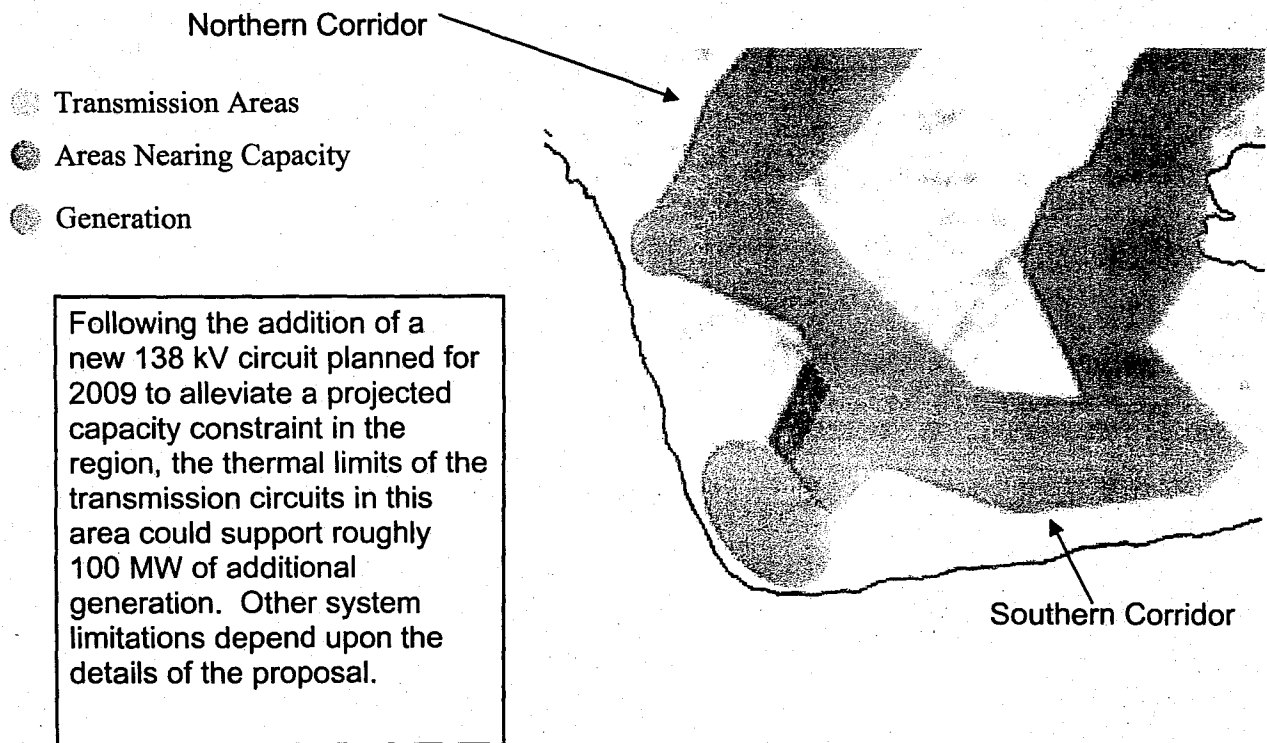 Northern Corridor
Transmission Areas
Areas Nearing Capacity
Generation
Following the addition of a
new 138 kV circuit planned for
2009 to alleviate a projected
capacity constraint in the
region, the thermal limits of the
transmission circuits in this
area could support roughly
100 MW of additional
generation. Other system
limitations depend upon the
details of the proposal.
Southern Corridor